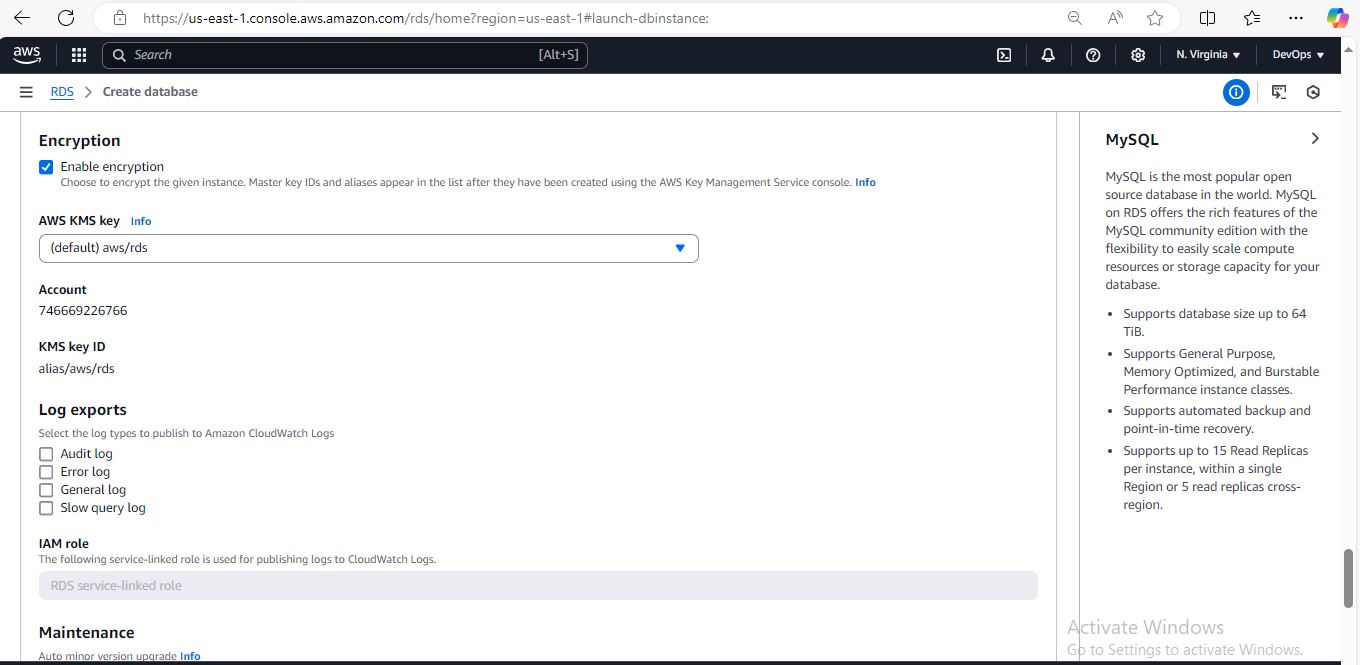 https://us-east-1.console.aws.amazon.com/rds/home?region=us-east-1#launch-dbinstance:
aws
Search
[Alt+S]
N. Virginia
DevOps
RDS
Create database
Encryption
Enable encryption
Choose to encrypt the given instance. Master key IDs and aliases appear in the list after they have been created using the AWS Key Management Service console. Info
AWS KMS key Info
(default) aws/rds
Account
746669226766
KMS key ID
alias/aws/rds
Log exports
Select the log types to publish to Amazon CloudWatch Logs
Audit log
Error log
General log
Slow query log
IAM role
The following service-linked role is used for publishing logs to CloudWatch Logs.
RDS service-linked role
Maintenance
Auto minor version upgrade Info
MySQL
MySQL is the most popular open
source database in the world. MySQL
on RDS offers the rich features of the
MySQL community edition with the
flexibility to easily scale compute
resources or storage capacity for your
database.
• Supports database size up to 64
TiB.
• Supports General Purpose,
Memory Optimized, and Burstable
Performance instance classes.
• Supports automated backup and
point-in-time recovery.
• Supports up to 15 Read Replicas
per instance, within a single
Region or 5 read replicas cross-
region.
Activate Windows
Go to Settings to activate Windows.